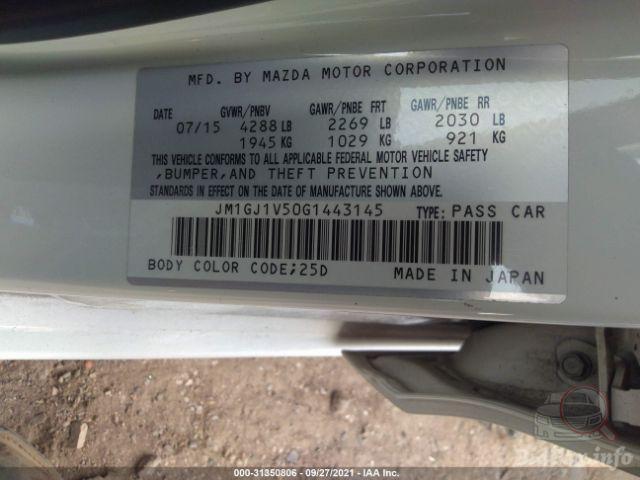 MFD. BY MAZDA MOTOR CORPORATION
DATE GVWR/PNBV GAWR/PNBE FRT GAWR/PNBE RR
07/15 4288 LB 2269 LB 2030 LB
1945 KG 1029 KG 921 KG
THIS VEHICLE CONFORMS TO ALL APPLICABLE FEDERAL MOTOR VEHICLE SAFETY
,BUMPER,AND THEFT PREVENTION
STANDARDS IN EFFECT ON THE DATE OF MANUFACTURE SHOWN ABOVE.
JM1GJ1V50G1443145 TYPE: PASS CAR
BODY COLOR CODE;25D MADE IN JAPAN
000-31350806 - 09/27/2021 - IAA Inc.
BidFax.info